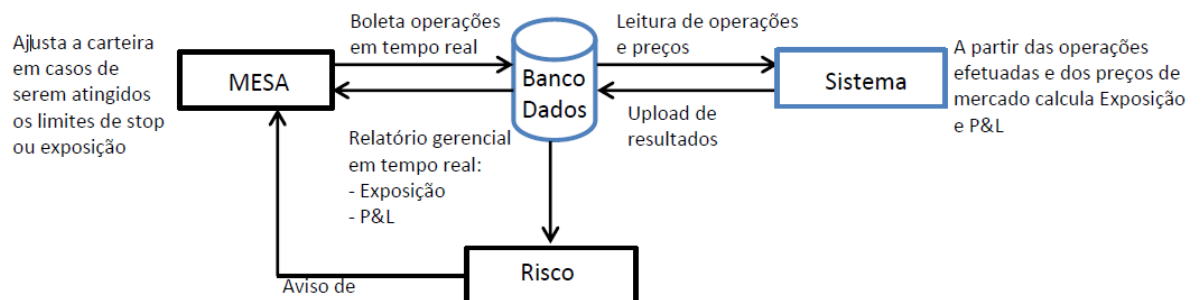 Ajusta a carteira
em casos de
serem atingidos
os limites de stop
ou exposição
MESA
Boleta operações
em tempo real
Banco
Dados
Leitura de operações
e preços
Sistema
A partir das operações
efetuadas e dos preços de
mercado calcula Exposição
e P&L
Upload de
resultados
Relatório gerencial
em tempo real:
- Exposição
- P&L
Risco
Aviso de